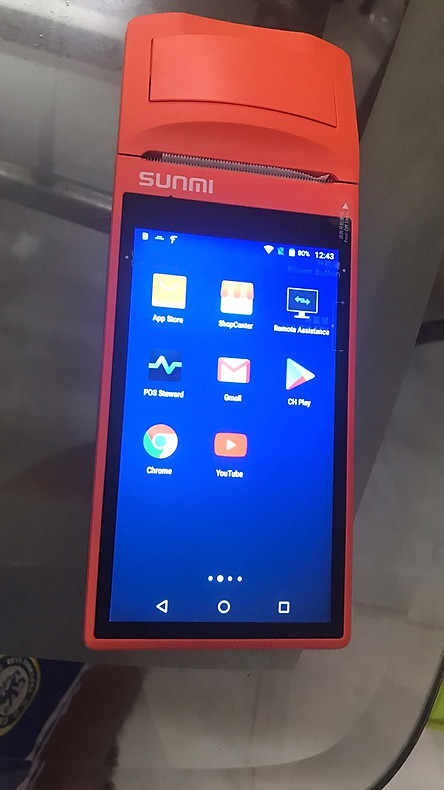 SUNMI
80% 12:43
Power Button
App Store
ShopCenter
Remote Assistance
POS Steward
Gmail
CH Play
Chrome
YouTube